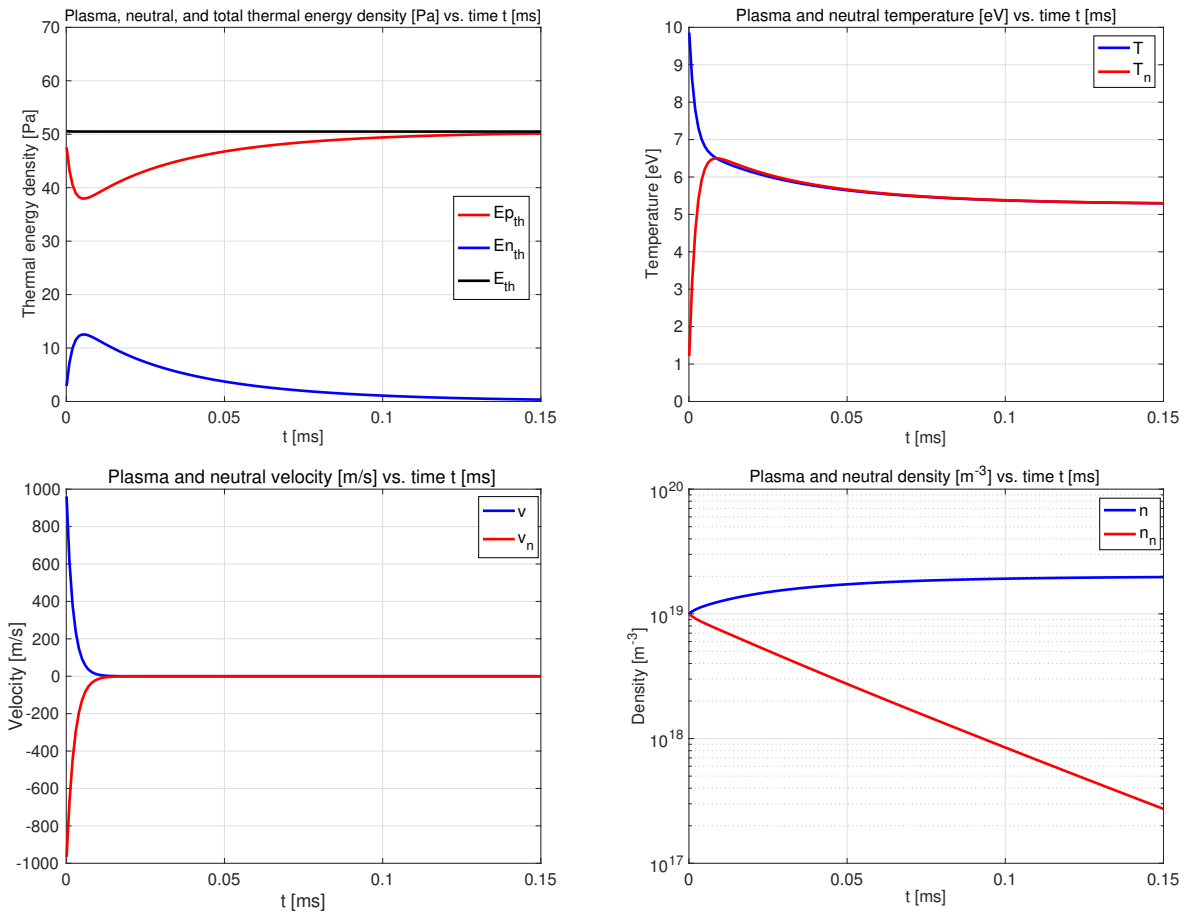 Plasma, neutral, and total thermal energy density [Pa] vs. time t [ms]
70
60
50
40
30
20
10
0
Thermal energy density [Pa]
Ep_th
En_th
E_th
0 0.05 0.1 0.15
t [ms]
Plasma and neutral temperature [eV] vs. time t [ms]
10
9
8
7
6
5
4
3
2
1
0
Temperature [eV]
T
T_n
0 0.05 0.1 0.15
t [ms]
Plasma and neutral velocity [m/s] vs. time t [ms]
1000
800
600
400
200
0
-200
-400
-600
-800
-1000
Velocity [m/s]
v
v_n
0 0.05 0.1 0.15
t [ms]
Plasma and neutral density [m^-3] vs. time t [ms]
10^20
10^19
10^18
10^17
Density [m^-3]
n
n_n
0 0.05 0.1 0.15
t [ms]